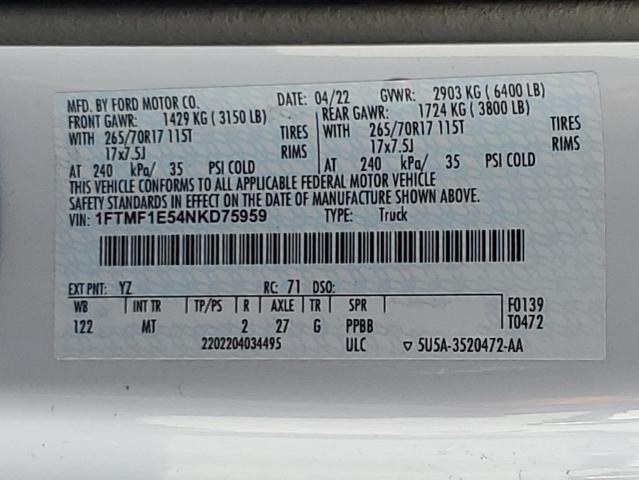 MFD. BY FORD MOTOR CO. DATE: 04/22 GVWR: 2903 KG ( 6400 LB)
FRONT GAWR: 1429 KG ( 3150 LB) REAR GAWR: 1724 KG ( 3800 LB)
WITH 265/70R17 115T TIRES WITH 265/70R17 115T TIRES
17x7.5J RIMS 17x7.5J RIMS
AT 240 kPa/ 35 PSI COLD AT 240 kPa/ 35 PSI COLD
THIS VEHICLE CONFORMS TO ALL APPLICABLE FEDERAL MOTOR VEHICLE
SAFETY STANDARDS IN EFFECT ON THE DATE OF MANUFACTURE SHOWN ABOVE.
VIN: 1FTMF1E54NKD75959 TYPE: Truck
EXT PNT: YZ RC: 71 DSO:
WB INT TR TP/PS R AXLE TR SPR F0139
122 MT 2 27 G PPBB T0472
2202204034495 ULC ▽ 5U5A-3520472-AA